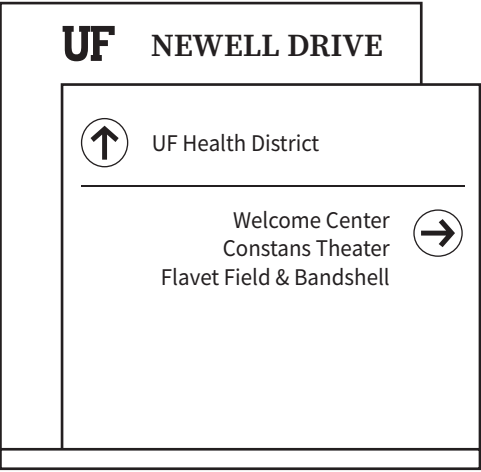 UF NEWELL DRIVE
UF Health District
Welcome Center
Constans Theater
Flavet Field & Bandshell